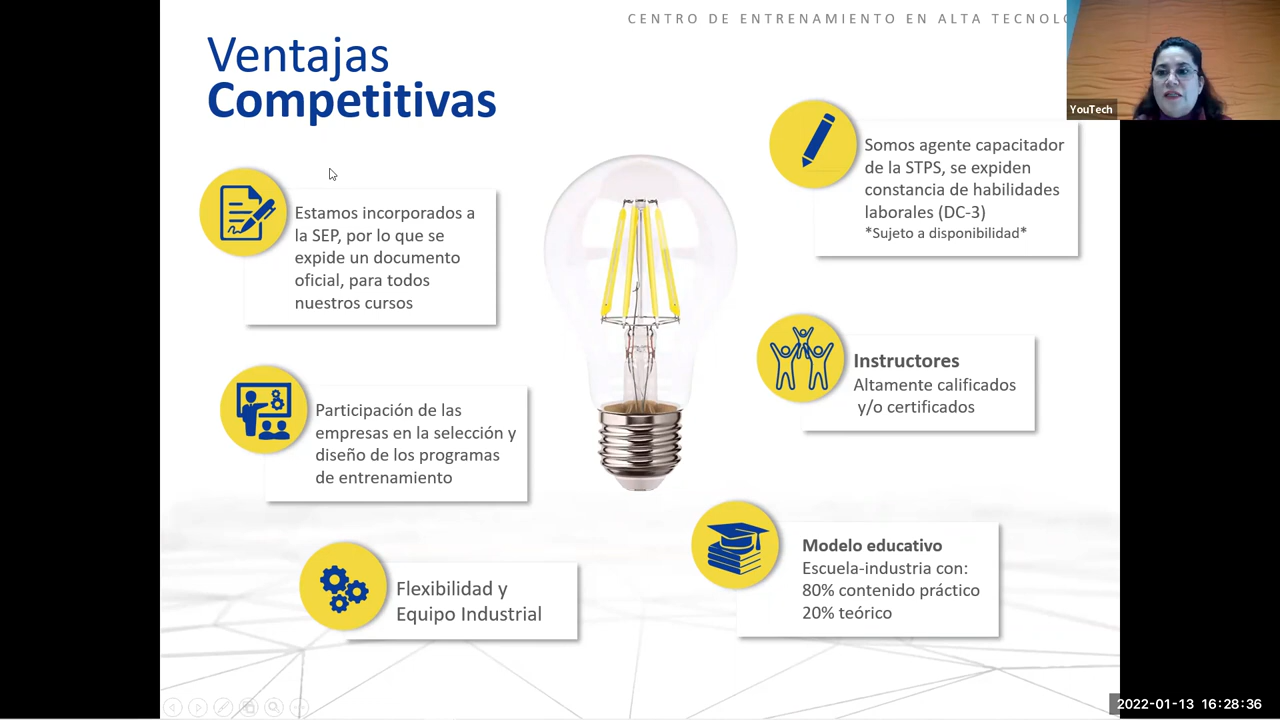 CENTRO DE ENTRENAMIENTO EN ALTA
Ventajas
Competitivas
YouTech
Estamos incorporados a
la SEP, por lo que se
expide un documento
oficial, para todos
nuestros cursos
Participación de las
empresas en la selección y
diseño de los programas
de entrenamiento
Flexibilidad y
Equipo Industrial
Somos agente capacitador
de la STPS, se expiden
constancia de habilidades
laborales (DC-3)
*Sujeto a disponibilidad*
Instructores
Altamente calificados
y/o certificados
Modelo educativo
Escuela-industria con:
80% contenido práctico
20% teórico
2022-01-13 16:28:36